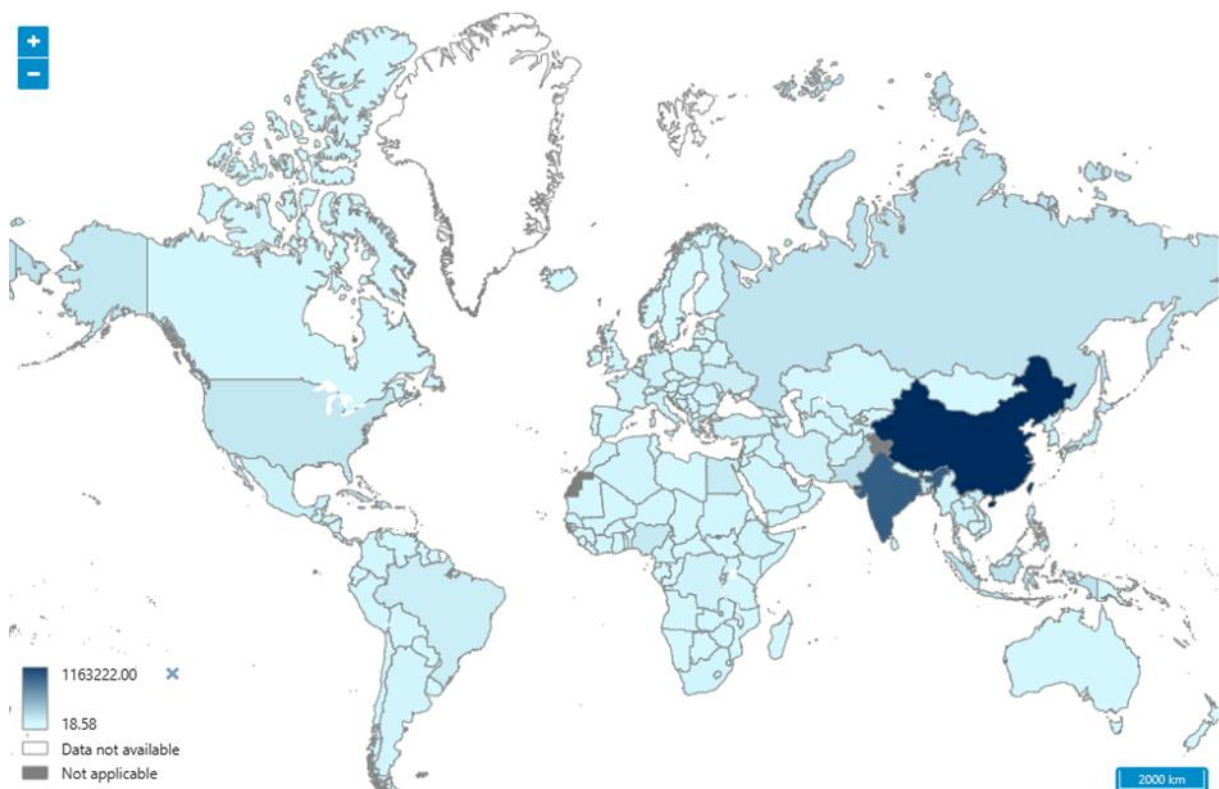 +
−
1163222.00
18.58
Data not available
Not applicable
2000 km